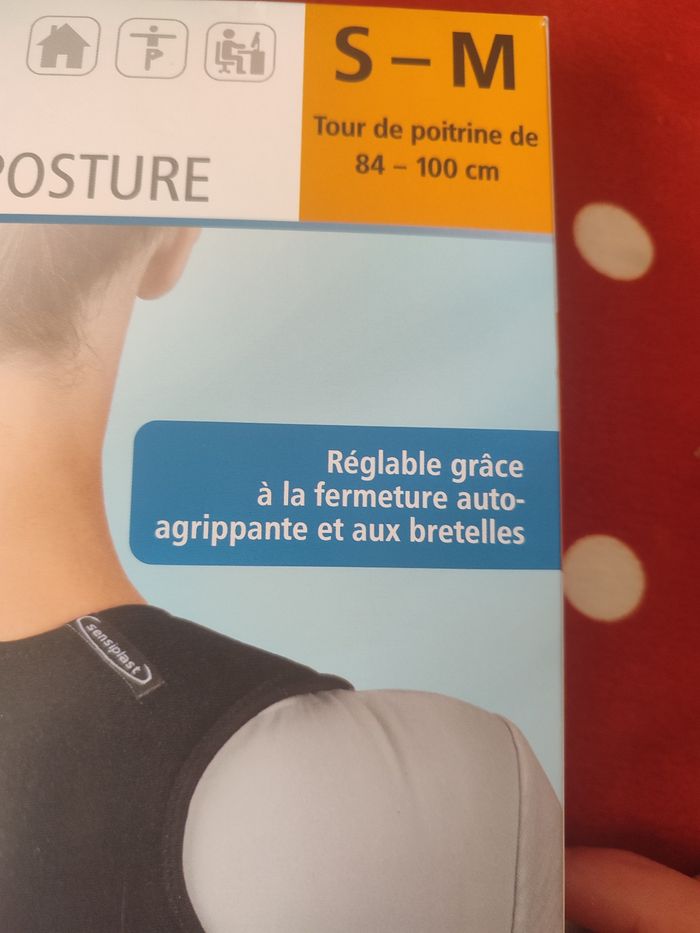 S – M
Tour de poitrine de
84 – 100 cm
POSTURE
Réglable grâce
à la fermeture auto-
agrippante et aux bretelles
sensiplast